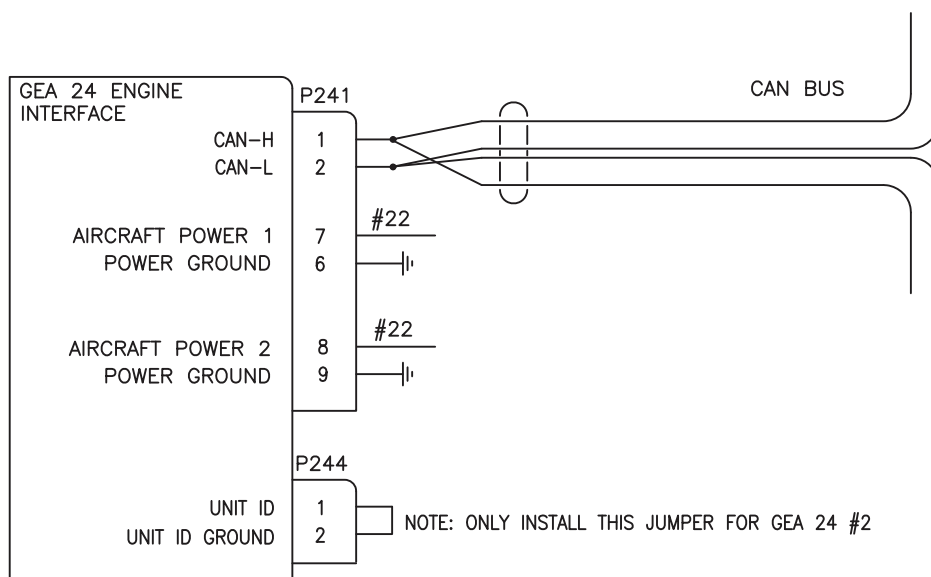 GEA 24 ENGINE
INTERFACE
P241
CAN BUS
CAN-H 1
CAN-L 2
#22
AIRCRAFT POWER 1 7
POWER GROUND 6
#22
AIRCRAFT POWER 2 8
POWER GROUND 9
P244
UNIT ID 1
UNIT ID GROUND 2
NOTE: ONLY INSTALL THIS JUMPER FOR GEA 24 #2